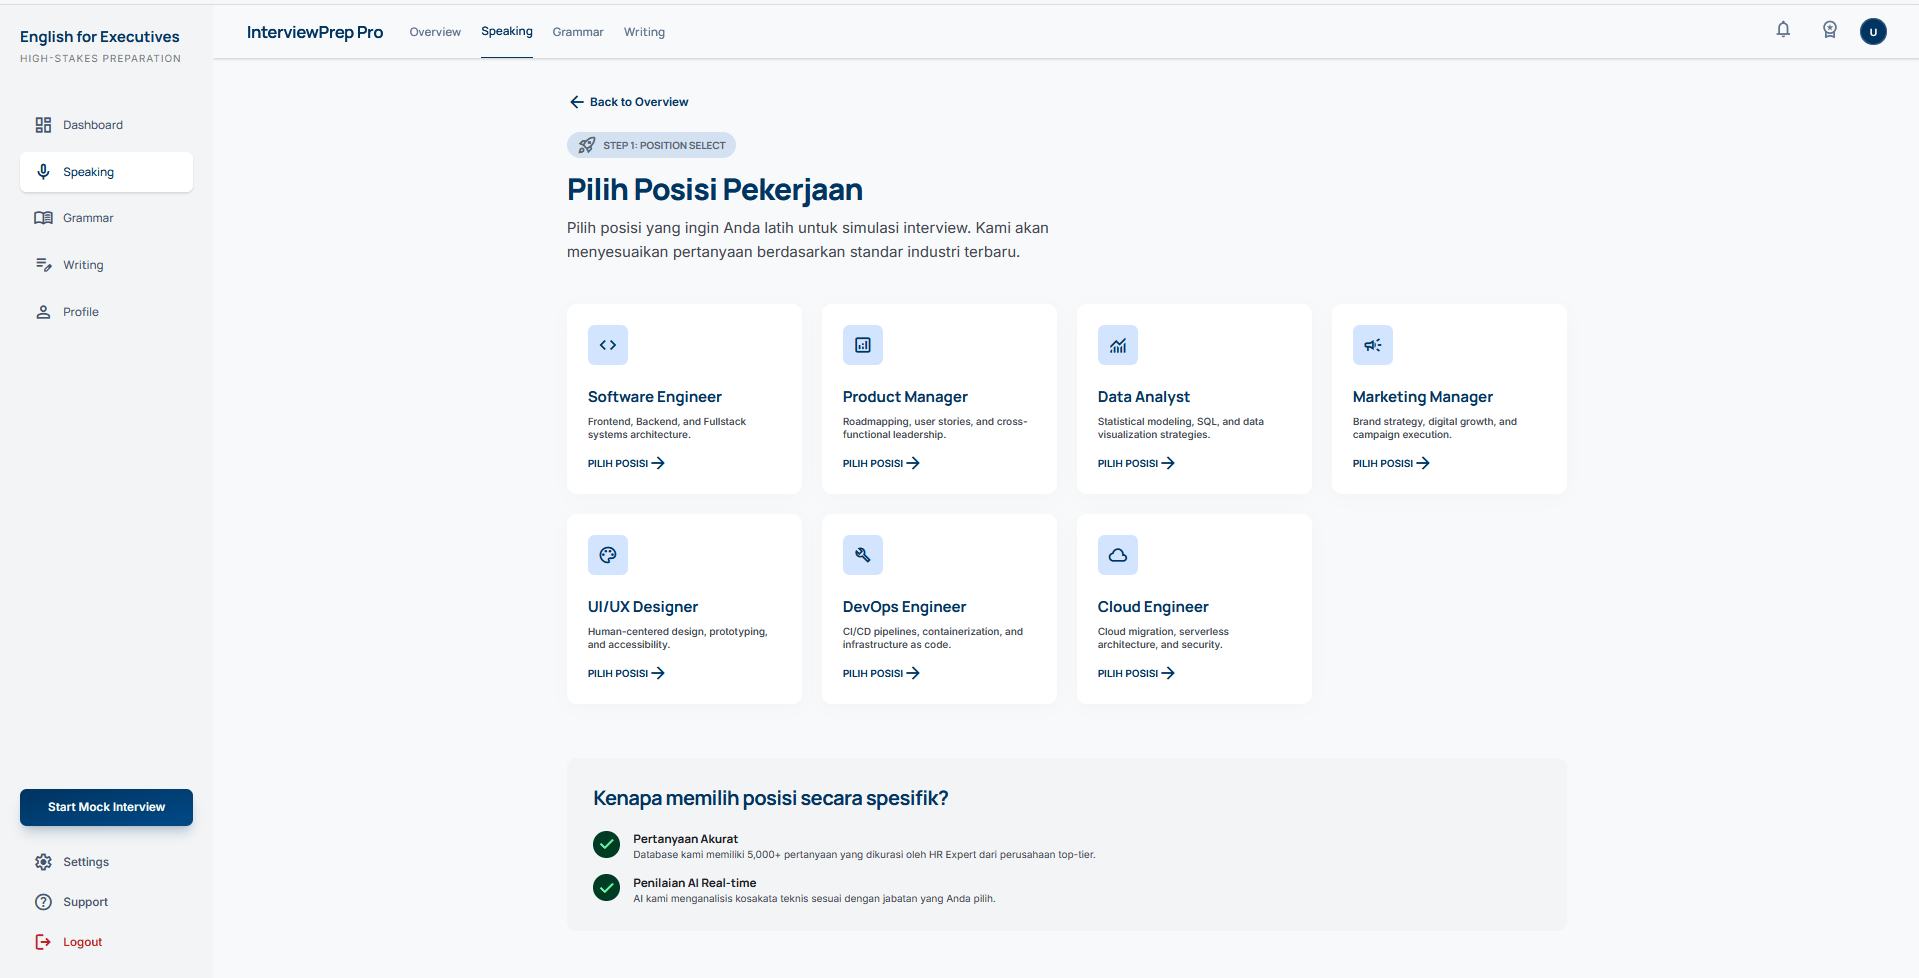 English for Executives
HIGH-STAKES PREPARATION
Dashboard
Speaking
Grammar
Writing
Profile
Start Mock Interview
Settings
Support
Logout
InterviewPrep Pro
Overview
Speaking
Grammar
Writing
U
Back to Overview
STEP 1: POSITION SELECT
Pilih Posisi Pekerjaan
Pilih posisi yang ingin Anda latih untuk simulasi interview. Kami akan
menyesuaikan pertanyaan berdasarkan standar industri terbaru.
Software Engineer
Frontend, Backend, and Fullstack
systems architecture.
PILIH POSISI
Product Manager
Roadmapping, user stories, and cross-
functional leadership.
PILIH POSISI
Data Analyst
Statistical modeling, SQL, and data
visualization strategies.
PILIH POSISI
Marketing Manager
Brand strategy, digital growth, and
campaign execution.
PILIH POSISI
UI/UX Designer
Human-centered design, prototyping,
and accessibility.
PILIH POSISI
DevOps Engineer
CI/CD pipelines, containerization, and
infrastructure as code.
PILIH POSISI
Cloud Engineer
Cloud migration, serverless
architecture, and security.
PILIH POSISI
Kenapa memilih posisi secara spesifik?
Pertanyaan Akurat
Database kami memiliki 5,000+ pertanyaan yang dikurasi oleh HR Expert dari perusahaan top-tier.
Penilaian AI Real-time
AI kami menganalisis kosakata teknis sesuai dengan jabatan yang Anda pilih.